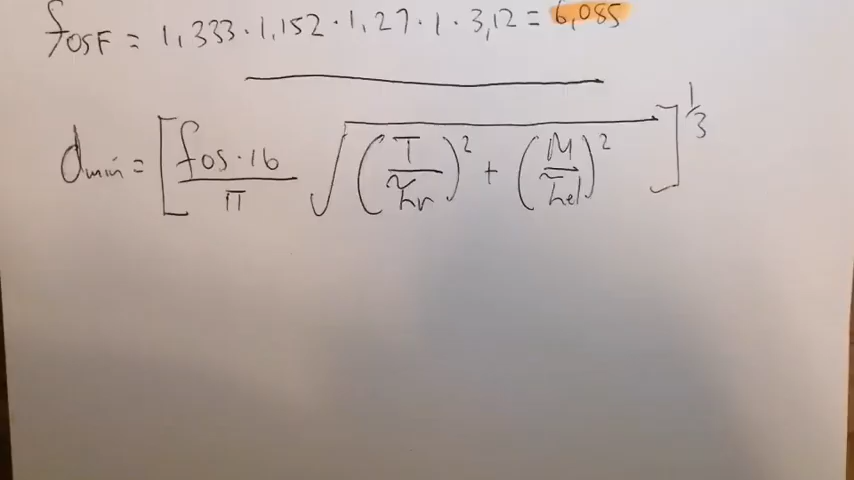 fosF = 1,333 · 1,152 · 1,27 · 1 · 3,12 = 6,085
dmin = [fos·16/π √((T/τyr)² + (M/τel)²)]^1/3